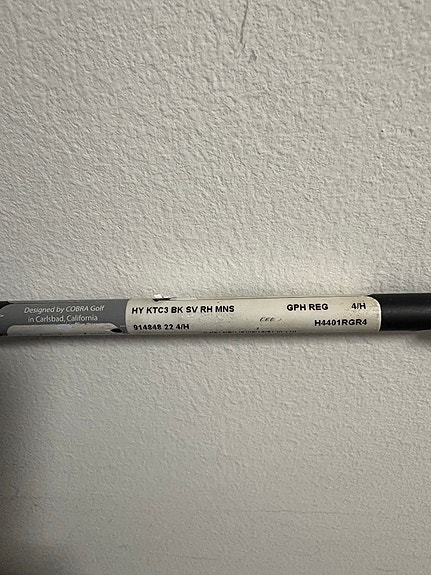 Designed by COBRA Golf
in Carlsbad, California
HY KTC3 BK SV RH MNS GPH REG 4/H
914848 22 4/H H4401RGR4